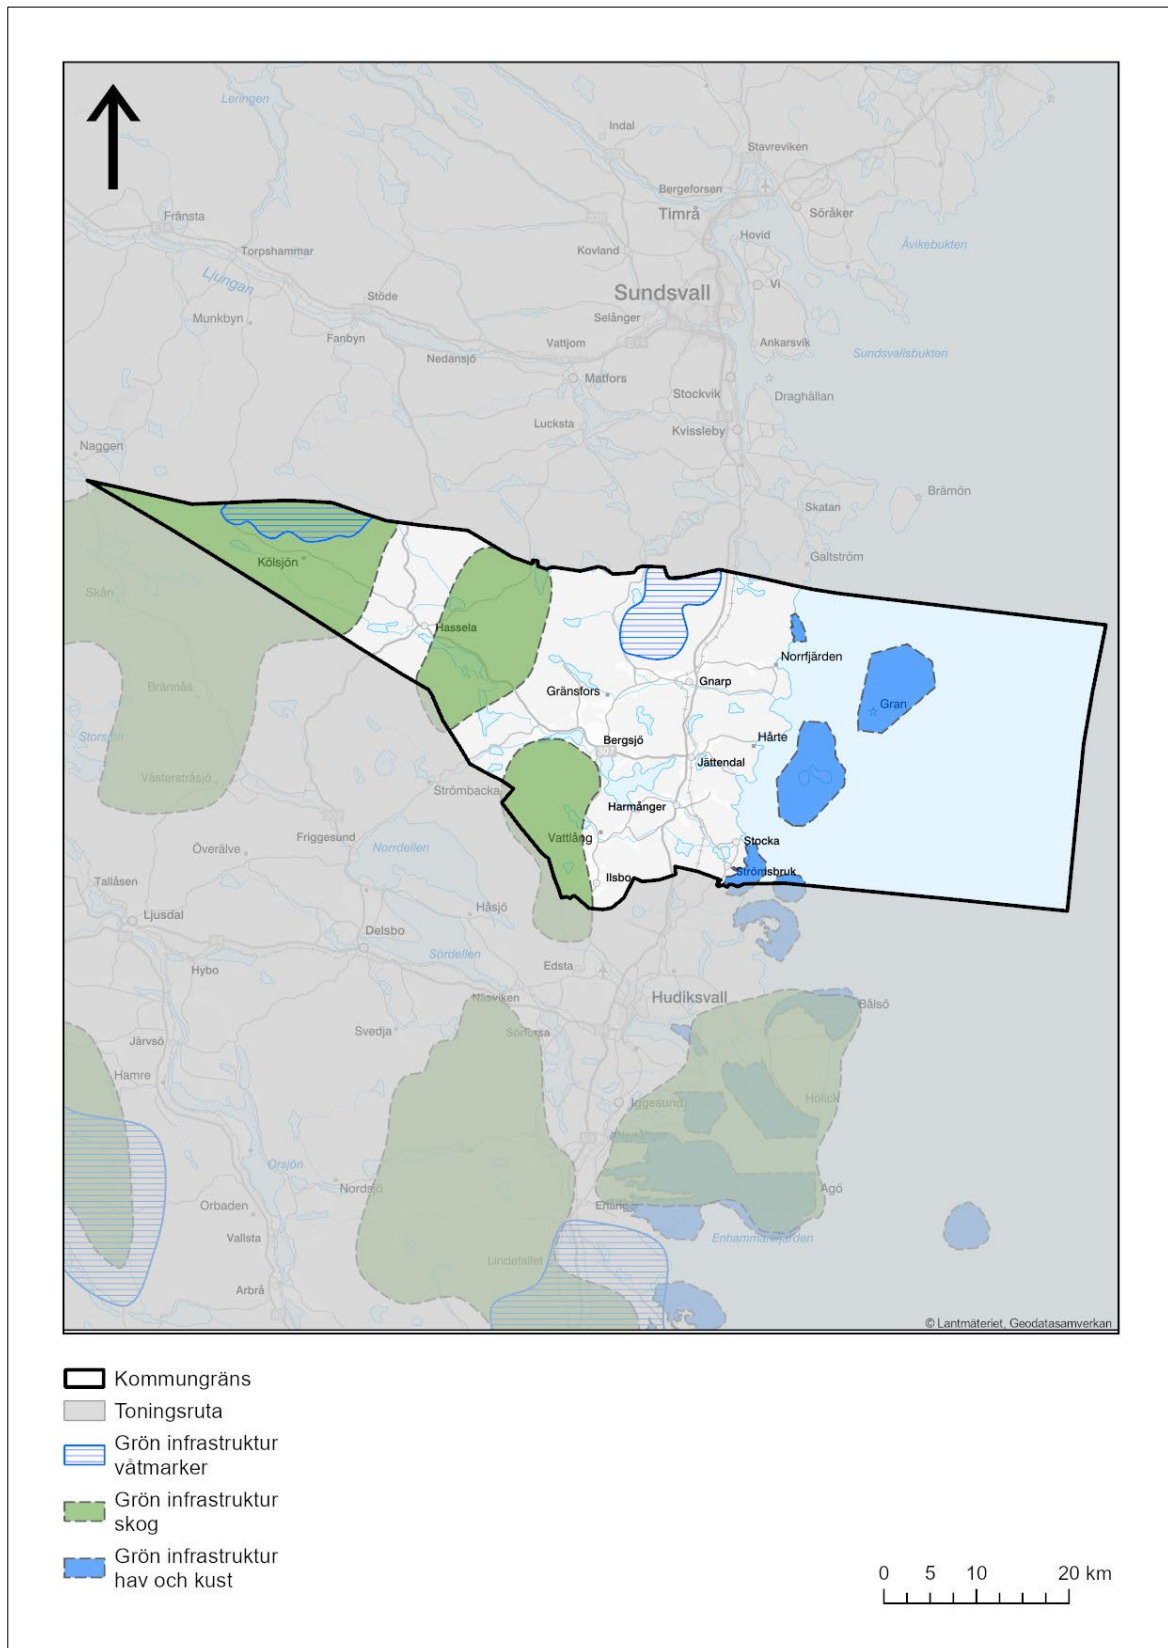 Leringen
Indal
Stavreviken
Bergeforsen
Timrå
Söråker
Fränsta
Hovid
Åvikebukten
Torpshammar
Kovland
Ljungan
Sundsvall
Vi
Stöde
Munkbyn
Selånger
Fanbyn
Vattjom
Ankarsvik
Sundsvallsbukten
Nedansjö
Matfors
Stockvik
Draghällan
Lucksta
Kvissleby
Naggen
Brämön
Skatan
Galtström
Kölsjön
Skån
Hassela
Norrfjärden
Brännås
Gränsfors
Gnarp
Gran
Storsjön
Bergsjö
307
Hårte
Jättendal
Västerstråsjö
Strömbacka
Harmånger
Friggesund
Vattlång
Stocka
Överälve
Norrdellen
Strömsbruk
Tallåsen
Ilsbo
Håsjö
Ljusdal
Delsbo
Sördellen
Edsta
Hybo
Näsviken
Hudiksvall
Bålsö
Svedja
Sörforsa
Järvsö
Hamre
Iggesund
Hölick
Njutånger
Orsjön
Nordsjö
Agö
Orbaden
Enånger
Vallsta
Enhammarsfjärden
Lindefallet
Arbrå
© Lantmäteriet, Geodatasamverkan
Kommungräns
Toningsruta
Grön infrastruktur
våtmarker
Grön infrastruktur
skog
Grön infrastruktur
hav och kust
0 5 10 20 km